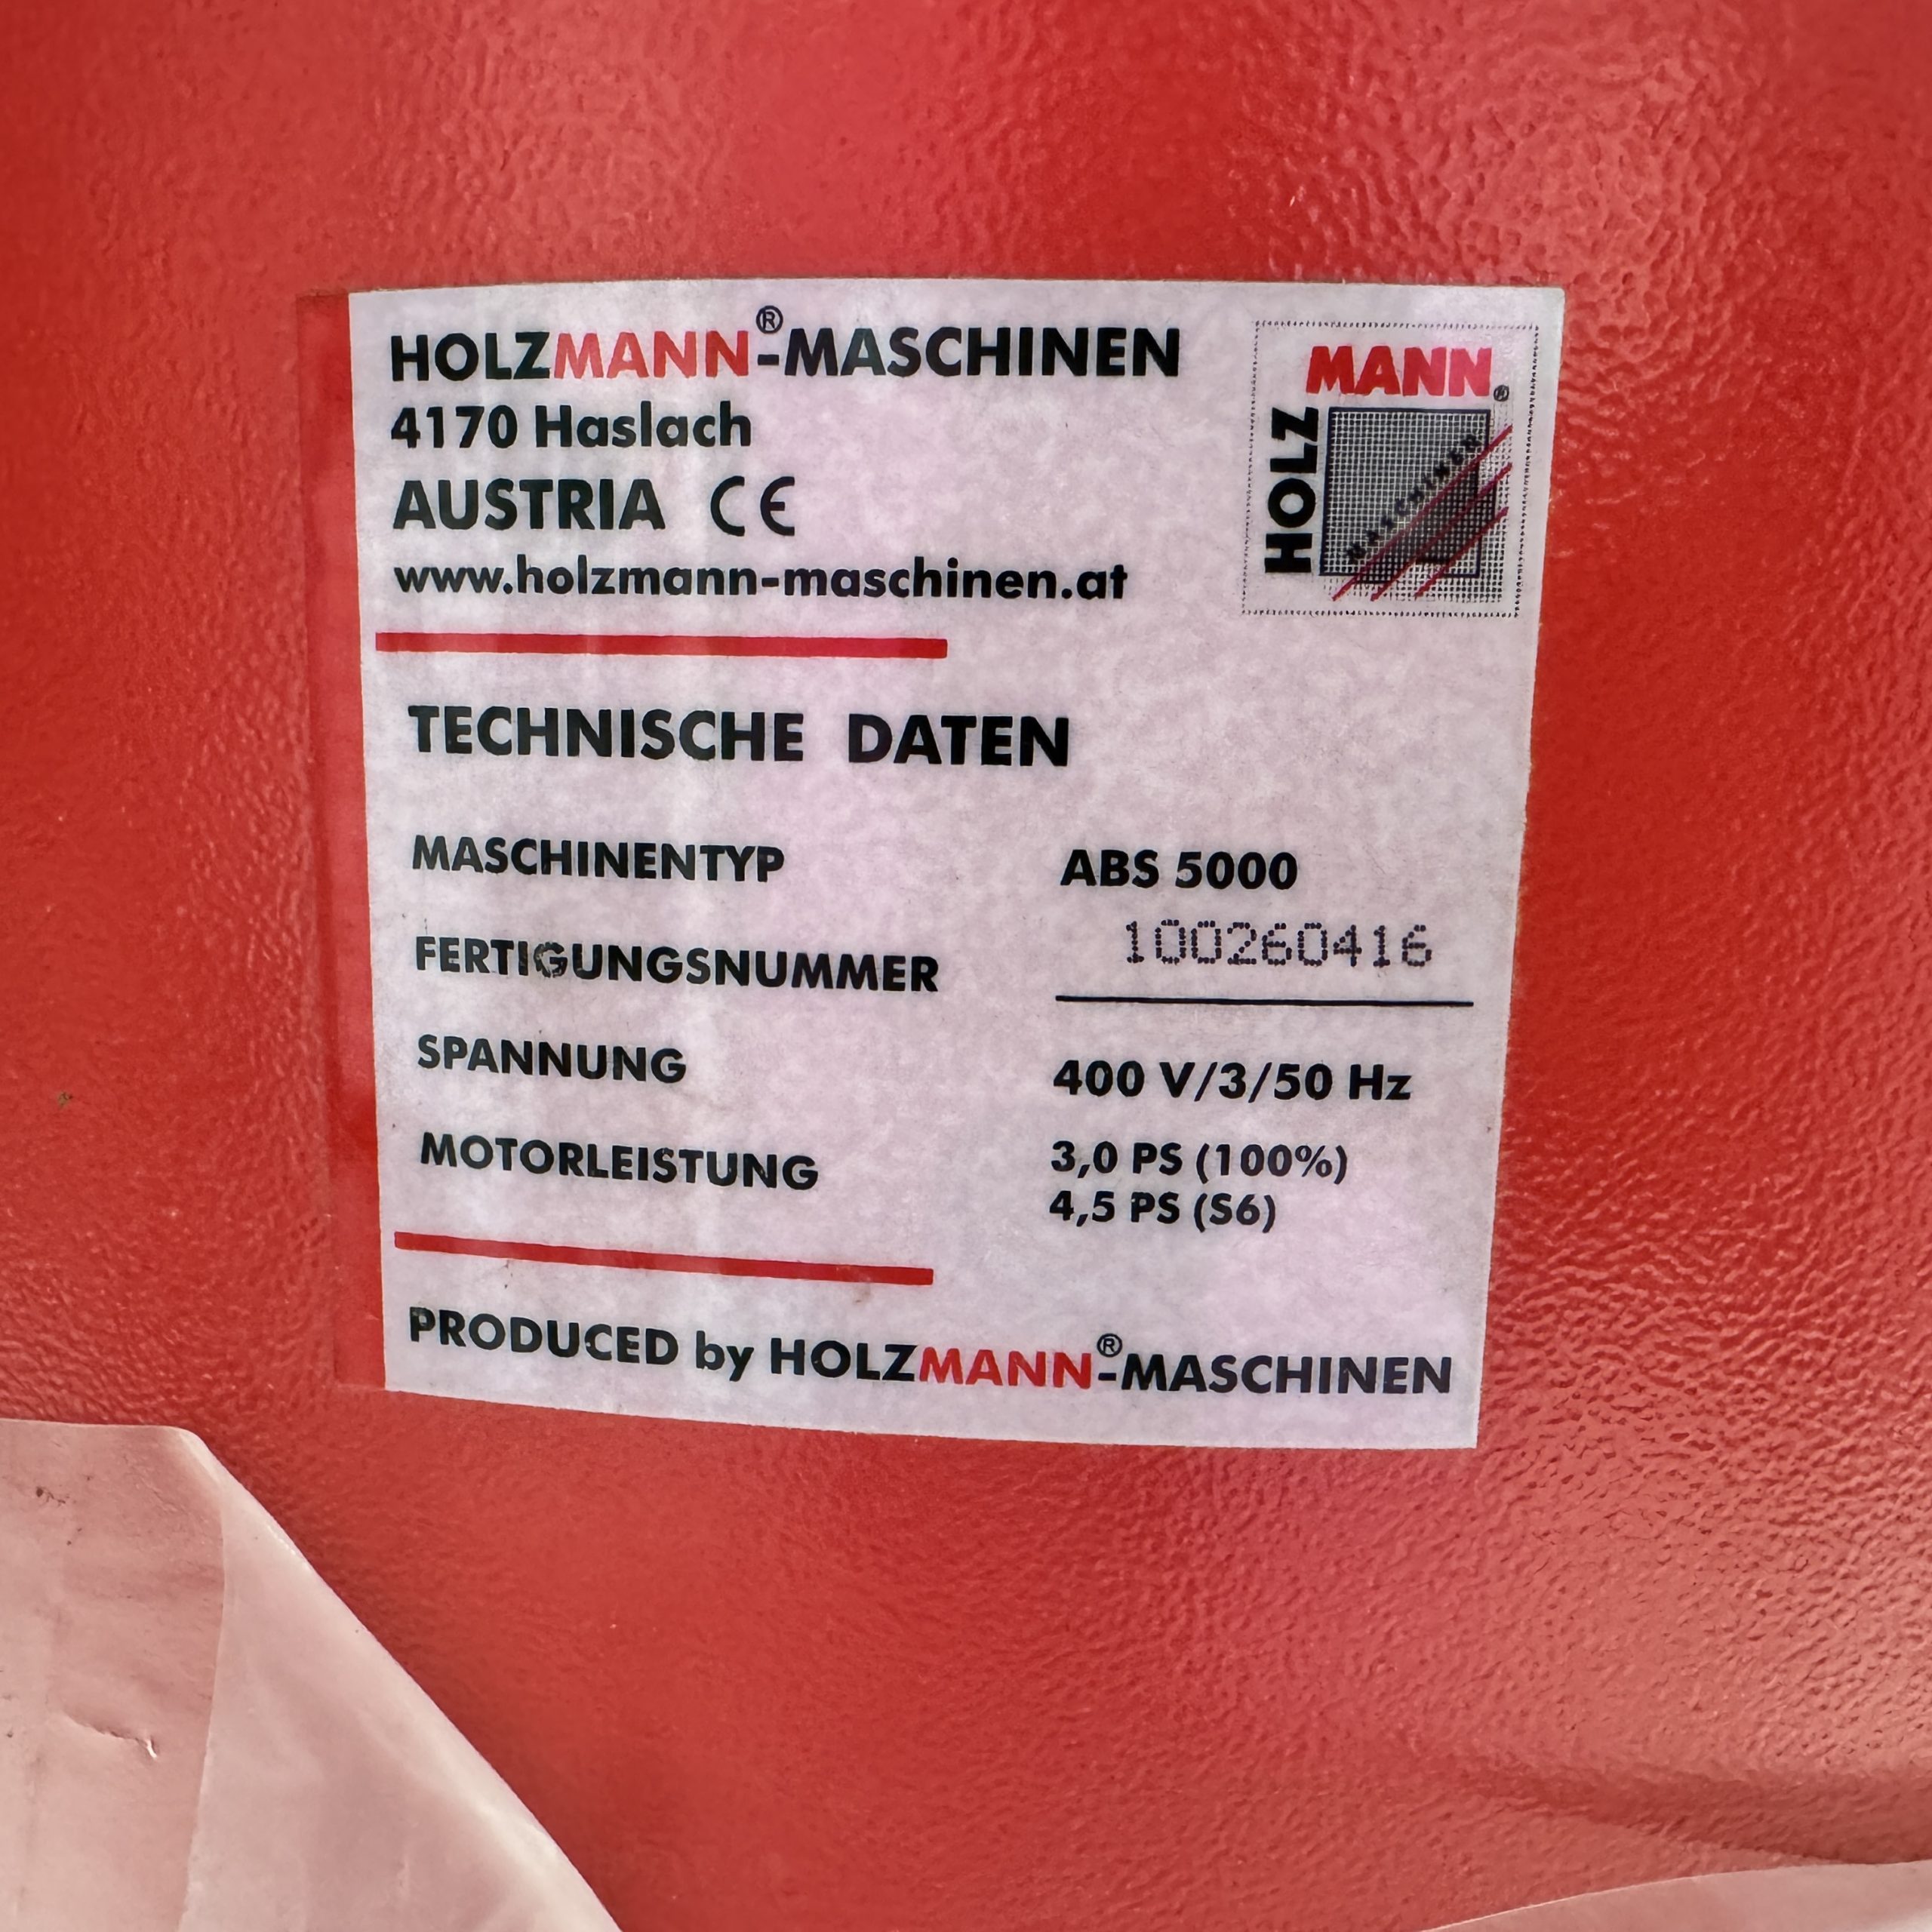 HOLZMANN®-MASCHINEN
4170 Haslach
AUSTRIA CE
www.holzmann-maschinen.at
MANN®
HOLZ
MASCHINEN
TECHNISCHE DATEN
MASCHINENTYP ABS 5000
FERTIGUNGSNUMMER 100260416
SPANNUNG 400 V/3/50 Hz
MOTORLEISTUNG 3,0 PS (100%)
4,5 PS (S6)
PRODUCED by HOLZMANN®-MASCHINEN